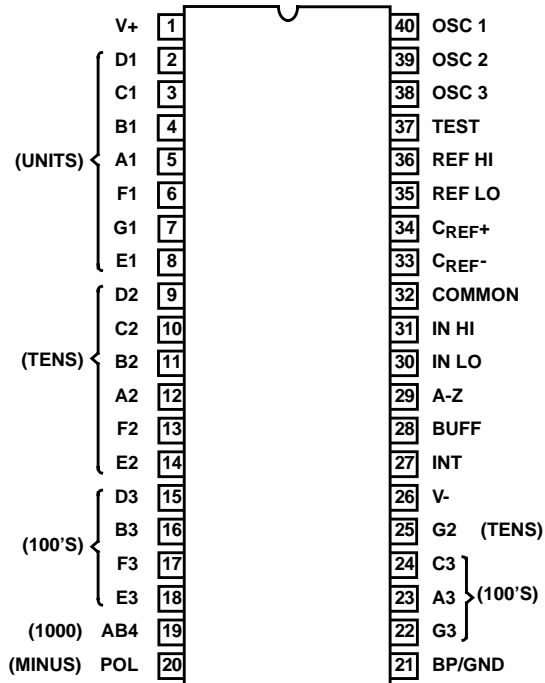 V+ 1 40 OSC 1
D1 2 39 OSC 2
C1 3 38 OSC 3
B1 4 37 TEST
(UNITS) A1 5 36 REF HI
F1 6 35 REF LO
G1 7 34 CREF+
E1 8 33 CREF-
D2 9 32 COMMON
C2 10 31 IN HI
(TENS) B2 11 30 IN LO
A2 12 29 A-Z
F2 13 28 BUFF
E2 14 27 INT
D3 15 26 V-
B3 16 25 G2 (TENS)
(100'S) F3 17 24 C3
E3 18 23 A3 (100'S)
(1000) AB4 19 22 G3
(MINUS) POL 20 21 BP/GND